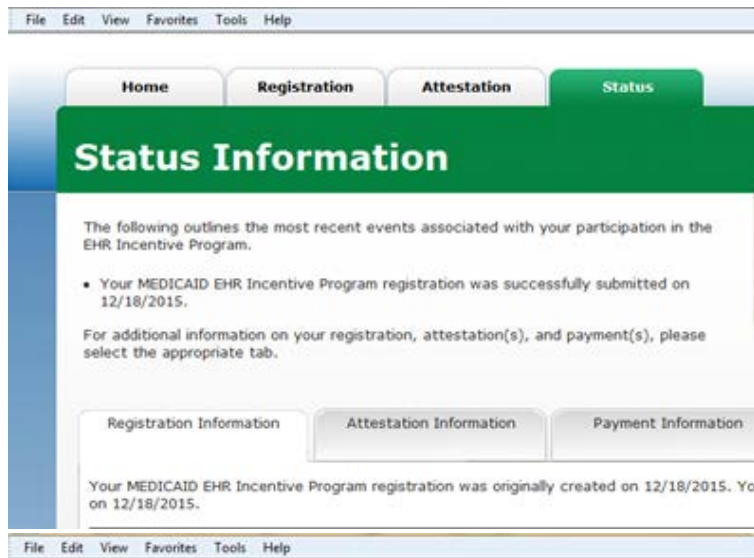 File Edit View Favorites Tools Help
Home Registration Attestation Status
Status Information
The following outlines the most recent events associated with your participation in the
EHR Incentive Program.
• Your MEDICAID EHR Incentive Program registration was successfully submitted on
12/18/2015.
For additional information on your registration, attestation(s), and payment(s), please
select the appropriate tab.
Registration Information Attestation Information Payment Information
Your MEDICAID EHR Incentive Program registration was originally created on 12/18/2015. Yo
on 12/18/2015.
File Edit View Favorites Tools Help